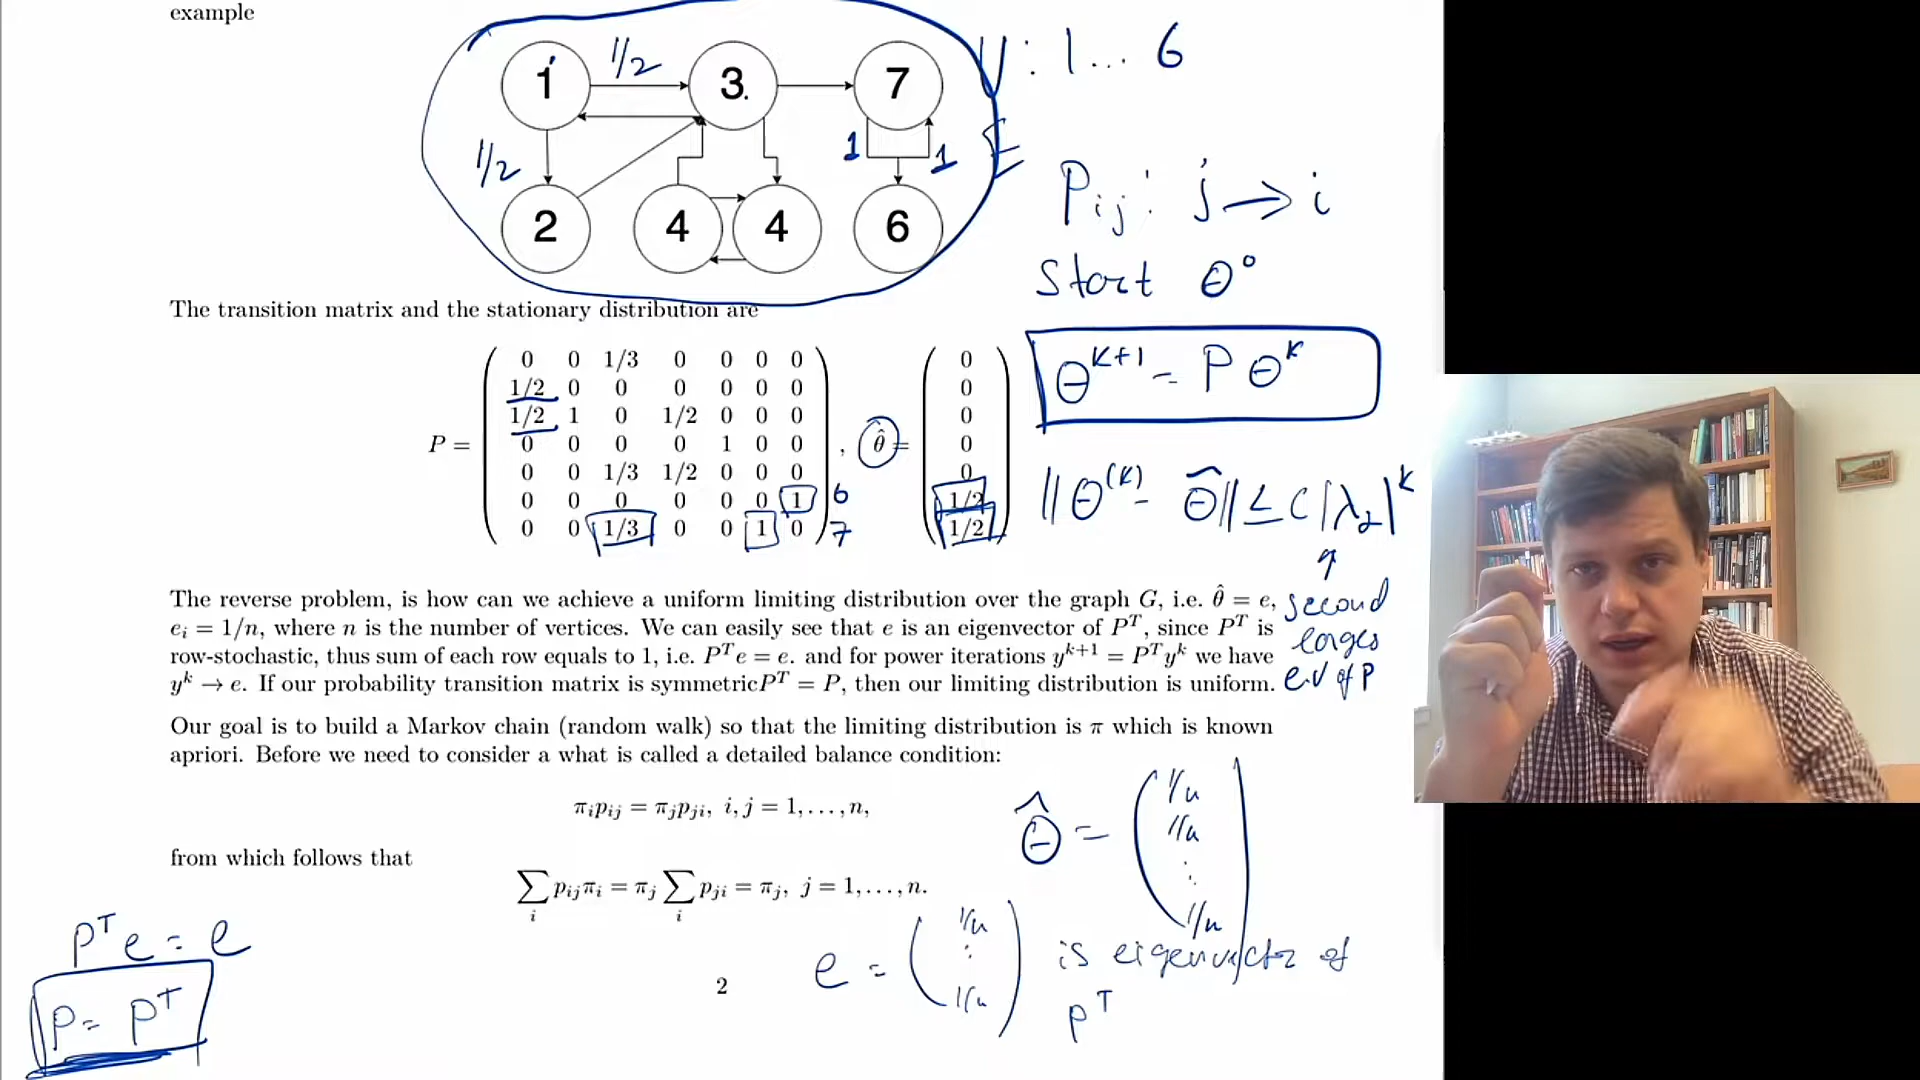 example
1/2
1
3
7
V : 1 ... 6
E
1/2
1
1
2
4
4
6
P_ij : j → i
Start Θ⁰
The transition matrix and the stationary distribution are
0 0 1/3 0 0 0 0
1/2 0 0 0 0 0 0
1/2 1 0 1/2 0 0 0
P = 0 0 0 0 1 0 0 , θ̂ =
0 0 1/3 1/2 0 0 0
0 0 0 0 0 0 1 6
0 0 1/3 0 0 1 0 7
0
0
0
0
0
1/2
1/2
Θ^{k+1} = P Θ^k
||Θ^{(k)} - Θ̂|| ≤ C|λ₂|^k
second
larges
e.v of P
The reverse problem, is how can we achieve a uniform limiting distribution over the graph G, i.e. θ̂ = e,
e_i = 1/n, where n is the number of vertices. We can easily see that e is an eigenvector of P^T, since P^T is
row-stochastic, thus sum of each row equals to 1, i.e. P^T e = e. and for power iterations y^{k+1} = P^T y^k we have
y^k → e. If our probability transition matrix is symmetricP^T = P, then our limiting distribution is uniform.
Our goal is to build a Markov chain (random walk) so that the limiting distribution is π which is known
apriori. Before we need to consider a what is called a detailed balance condition:
π_i p_ij = π_j p_ji, i, j = 1, . . . , n,
from which follows that
∑_i p_ij π_i = π_j ∑_i p_ji = π_j, j = 1, . . . , n.
Θ̂ =
1/n
1/n
⋮
1/n
P^T e = e
P = P^T
e =
1/n
⋮
1/n
is eigenvector of
P^T
2